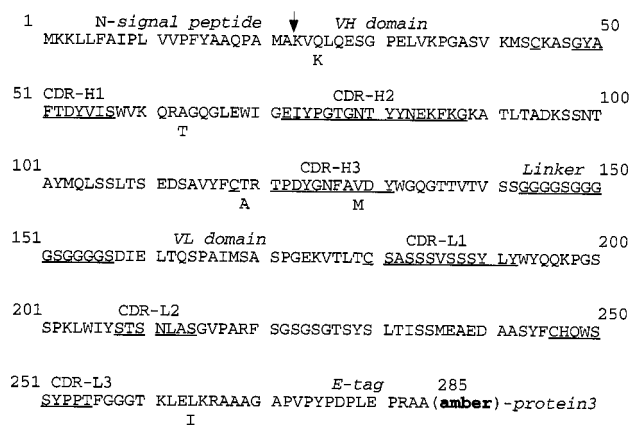 1 N-signal peptide VH domain 50
MKKLLFAIPL VVPFYAAQPA MAKVQLQESG PELVKPGASV KMSCKASGYA
K
51 CDR-H1 CDR-H2 100
FTDYVISWVK QRAGQGLEWI GEIYPGTGNT YYNEKFKGKA TLTADKSSNT
T
101 CDR-H3 Linker 150
AYMQLSSLTS EDSAVYFCTR TPDYGNFAVD YWGQGTTVTV SSGGGGSGGG
A M
151 VL domain CDR-L1 200
GSGGGGSDIE LTQSPAIMSA SPGEKVTLTC SASSSVSSSY LYWYQQKPGS
201 CDR-L2 250
SPKLWIYSTS NLASGVPARF SGSGSGTSYS LTISSMEAED AASYFCHQWS
251 CDR-L3 E-tag 285
SYPPTFGGGT KLELKRAAAG APVPYPDPLE PRAA(amber)-protein3
I